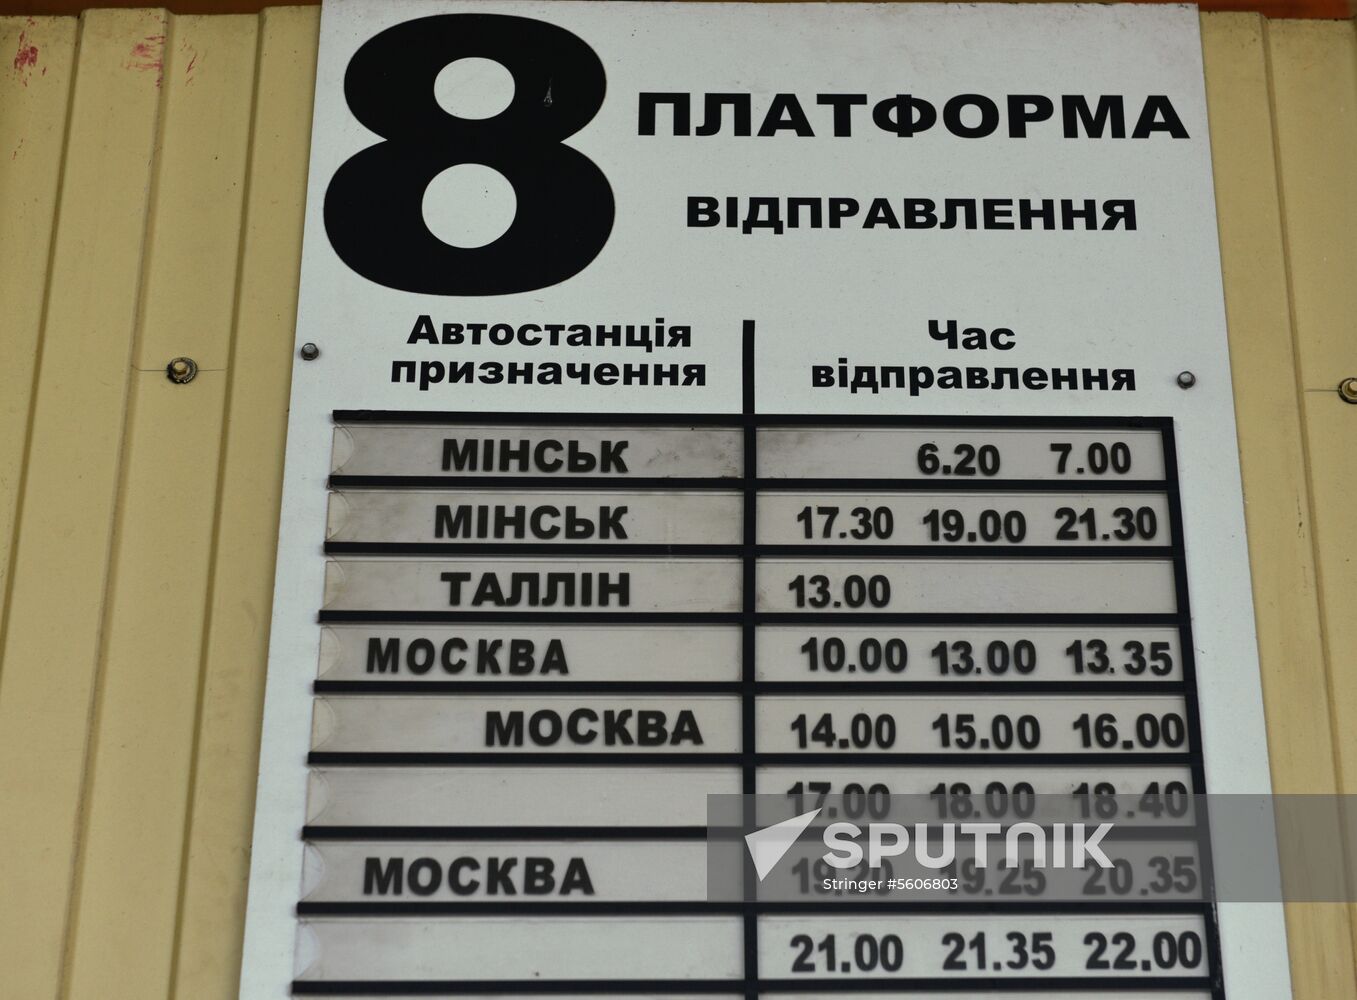 8 ПЛАТФОРМА
ВІДПРАВЛЕННЯ
Автостанція призначення
Час відправлення
МІНСЬК 6.20 7.00
МІНСЬК 17.30 19.00 21.30
ТАЛЛІН 13.00
МОСКВА 10.00 13.00 13.35
МОСКВА 14.00 15.00 16.00
17.00 18.00 18.40
МОСКВА 19.20 19.25 20.35
SPUTNIK
Stringer #5606803
21.00 21.35 22.00